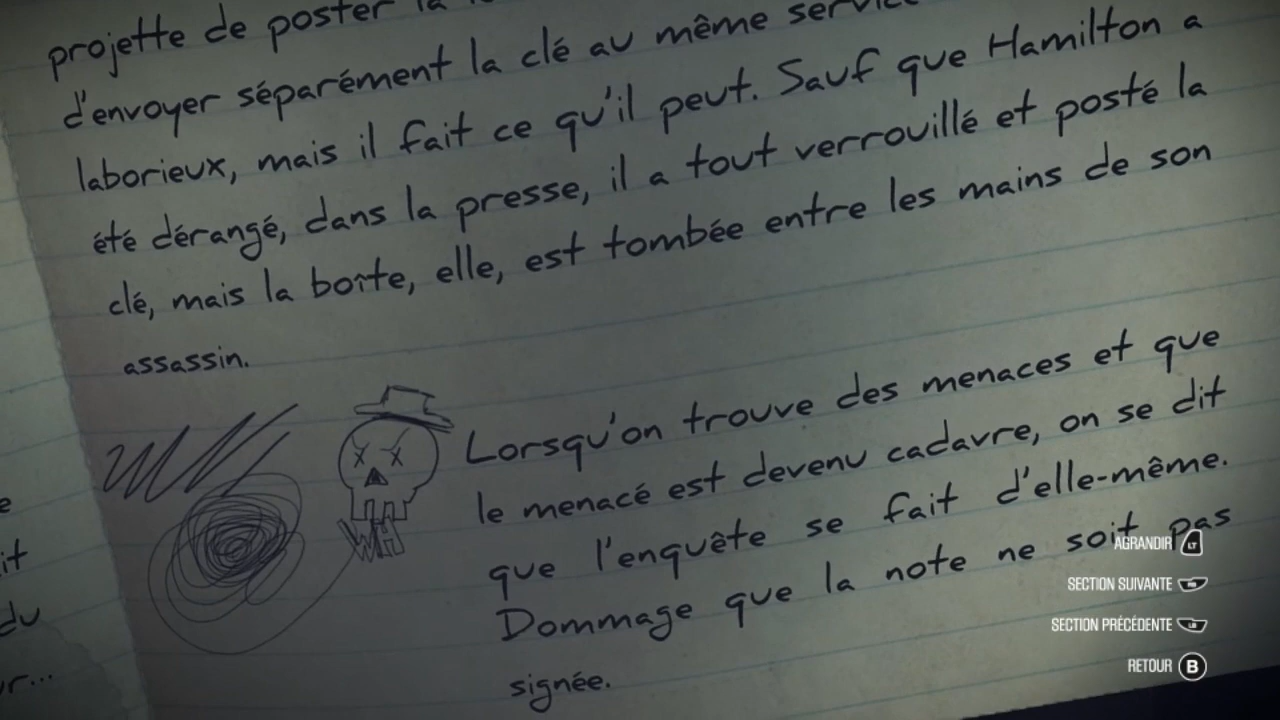 projette de poster la
d'envoyer séparément la clé au même service
laborieux, mais il fait ce qu'il peut. Sauf que Hamilton a
été dérangé, dans la presse, il a tout verrouillé et posté la
clé, mais la boîte, elle, est tombée entre les mains de son
assassin.
WH
Lorsqu'on trouve des menaces et que
le menacé est devenu cadavre, on se dit
que l'enquête se fait d'elle-même.
Dommage que la note ne soit pas
signée.
e
it
du
r...
AGRANDIR LT
SECTION SUIVANTE
SECTION PRÉCÉDENTE
RETOUR B